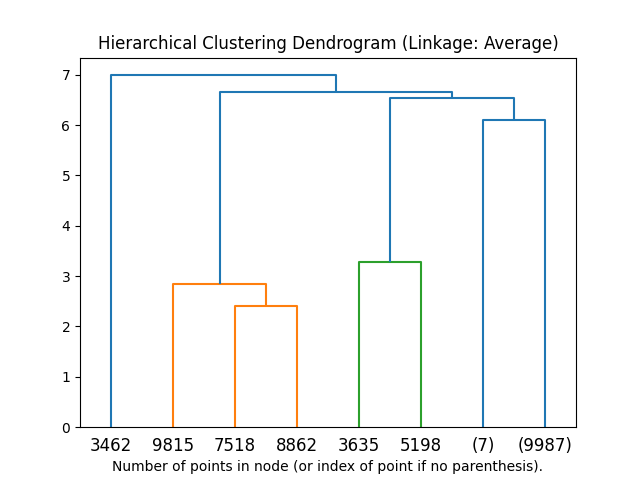 Hierarchical Clustering Dendrogram (Linkage: Average)
7
6
5
4
3
2
1
0
3462 9815 7518 8862 3635 5198 (7) (9987)
Number of points in node (or index of point if no parenthesis).